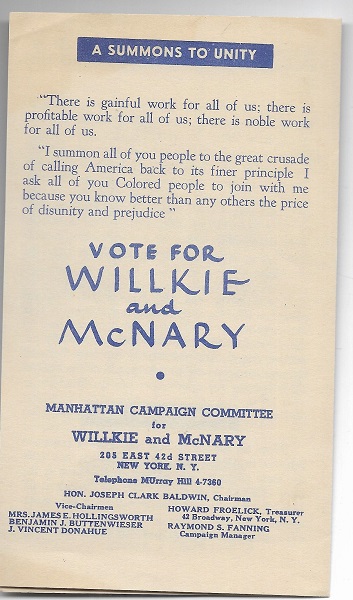 A SUMMONS TO UNITY
"There is gainful work for all of us; there is
profitable work for all of us; there is noble work
for all of us.
"I summon all of you people to the great crusade
of calling America back to its finer principle I
ask all of you Colored people to join with me
because you know better than any others the price
of disunity and prejudice"
VOTE FOR
WILLKIE
and
McNARY
MANHATTAN CAMPAIGN COMMITTEE
for
WILLKIE and McNARY
205 EAST 42d STREET
NEW YORK, N. Y.
Telephone MUrray Hill 4-7360
HON. JOSEPH CLARK BALDWIN, Chairman
Vice-Chairmen
MRS. JAMES E. HOLLINGSWORTH
BENJAMIN J. BUTTENWIESER
J. VINCENT DONAHUE
HOWARD FROELICK, Treasurer
42 Broadway, New York, N. Y.
RAYMOND S. FANNING
Campaign Manager